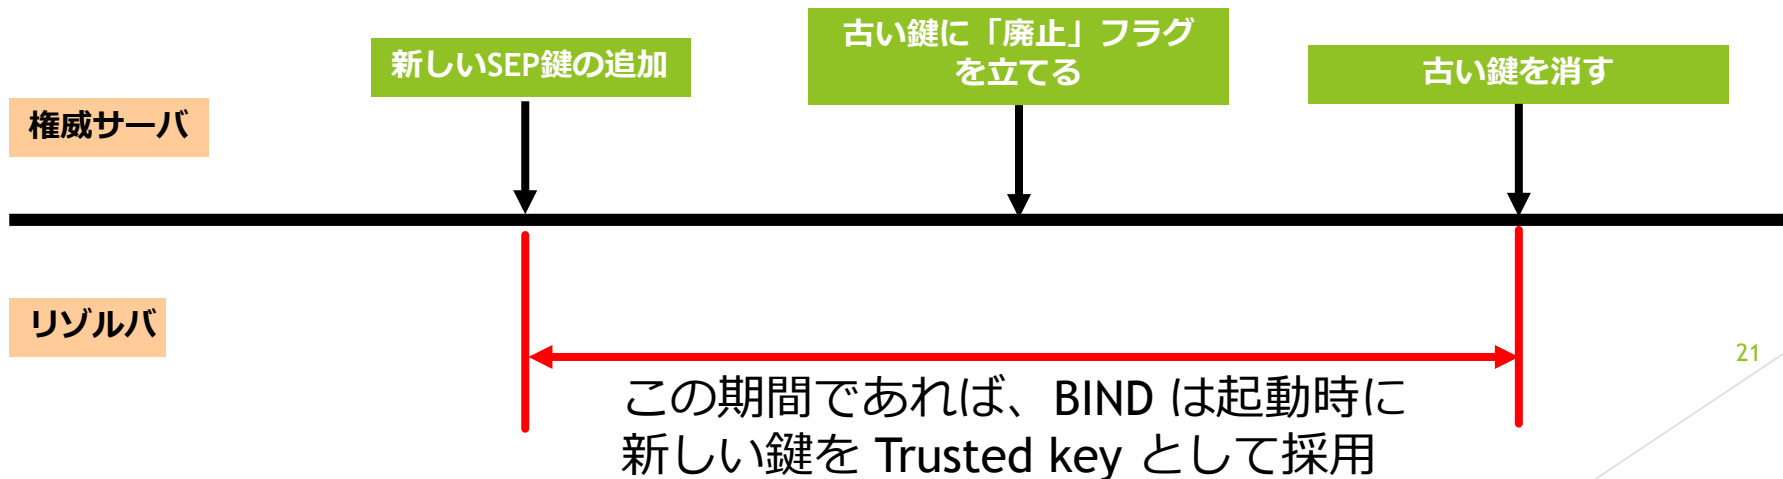 新しいSEP鍵の追加
古い鍵に「廃止」フラグ
を立てる
古い鍵を消す
権威サーバ
リゾルバ
21
この期間であれば、BIND は起動時に
新しい鍵を Trusted key として採用